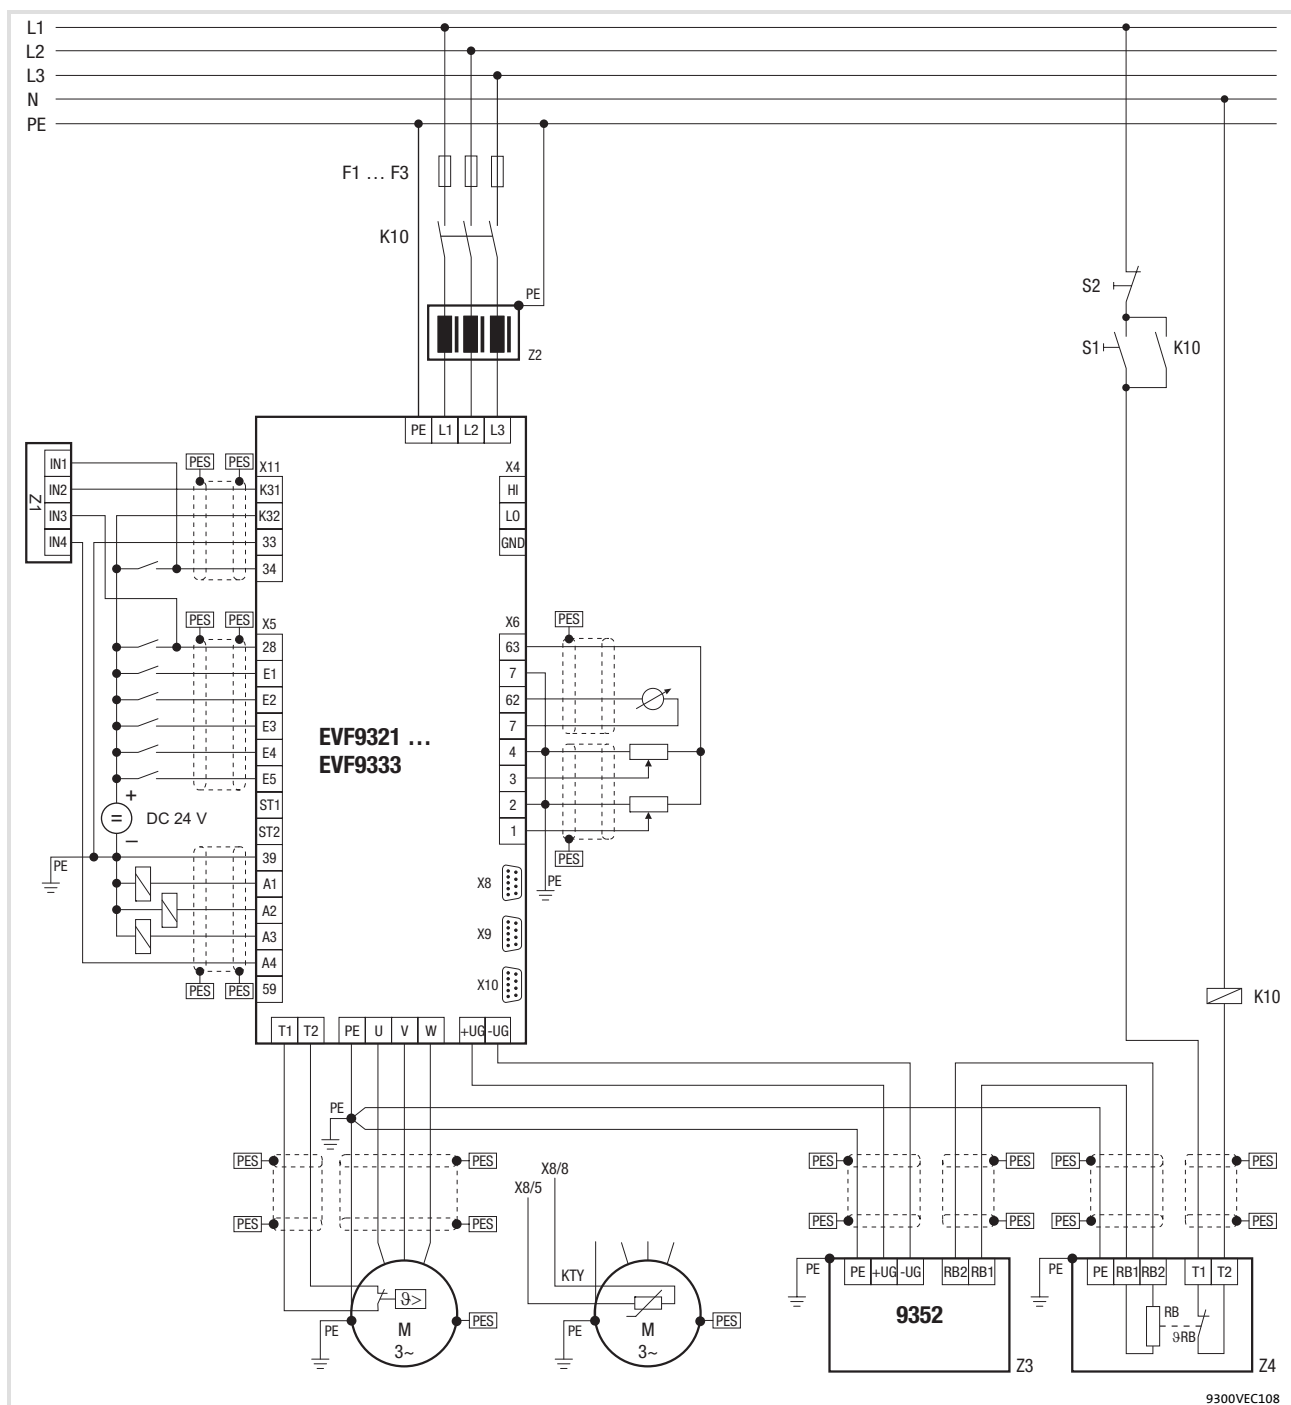 L1
L2
L3
N
PE
F1 … F3
K10
PE
Z2
S2
S1
K10
PE L1 L2 L3
Z1
IN1
IN2
IN3
IN4
PES PES
X11
K31
K32
33
34
X4
HI
LO
GND
PES PES
X5
28
E1
E2
E3
E4
E5
ST1
ST2
39
A1
A2
A3
A4
59
+
=
DC 24 V
–
PE
PES PES
EVF9321 …
EVF9333
X6
63
7
62
7
4
3
2
1
PES
PES
PE
X8
X9
X10
K10
T1 T2 PE U V W +UG -UG
PE
PES PES
PES PES
X8/8
X8/5
PES PES
PES PES
PES PES
PES PES
KTY
ϑ>
M
3~
PE
PES
M
3~
PE
PES
PE
PE +UG -UG RB2 RB1
9352
Z3
PE
PE RB1 RB2 T1 T2
RB
ϑRB
Z4
9300VEC108